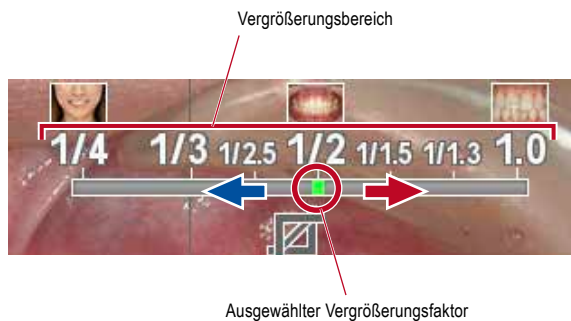 Vergrößerungsbereich
1/4 1/3 1/2.5 1/2 1/1.5 1/1.3 1.0
Ausgewählter Vergrößerungsfaktor